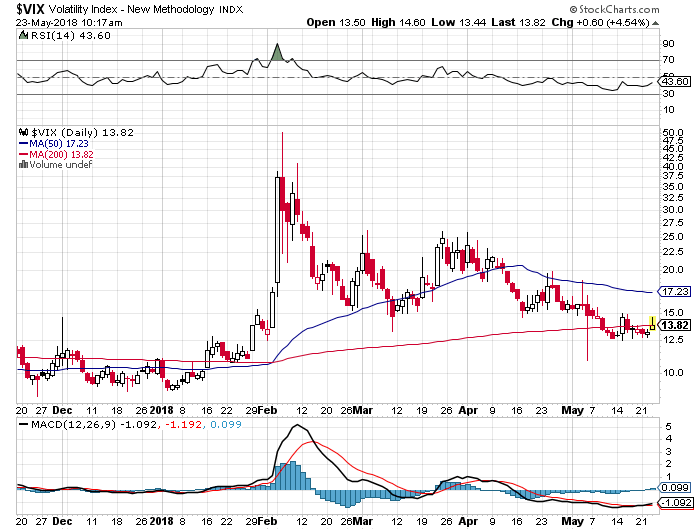 $VIX Volatility Index - New Methodology INDX
© StockCharts.com
23-May-2018 10:17am
Open 13.50 High 14.60 Low 13.44 Last 13.82 Chg +0.60 (+4.54%)
RSI(14) 43.60
90
70
50
43.60
30
10
$VIX (Daily) 13.82
MA(50) 17.23
MA(200) 13.82
Volume undef
50.0
47.5
45.0
42.5
40.0
37.5
35.0
32.5
30.0
27.5
25.0
22.5
20.0
17.23
15.0
13.82
12.5
10.0
20 27 Dec 11 18 2018 8 16 22 29 Feb 12 20 26 Mar 12 19 26 Apr 9 16 23 May 7 14 21
MACD(12,26,9) -1.092, -1.192, 0.099
5
4
3
2
1
0.099
-1.092
20 27 Dec 11 18 2018 8 16 22 29 Feb 12 20 26 Mar 12 19 26 Apr 9 16 23 May 7 14 21